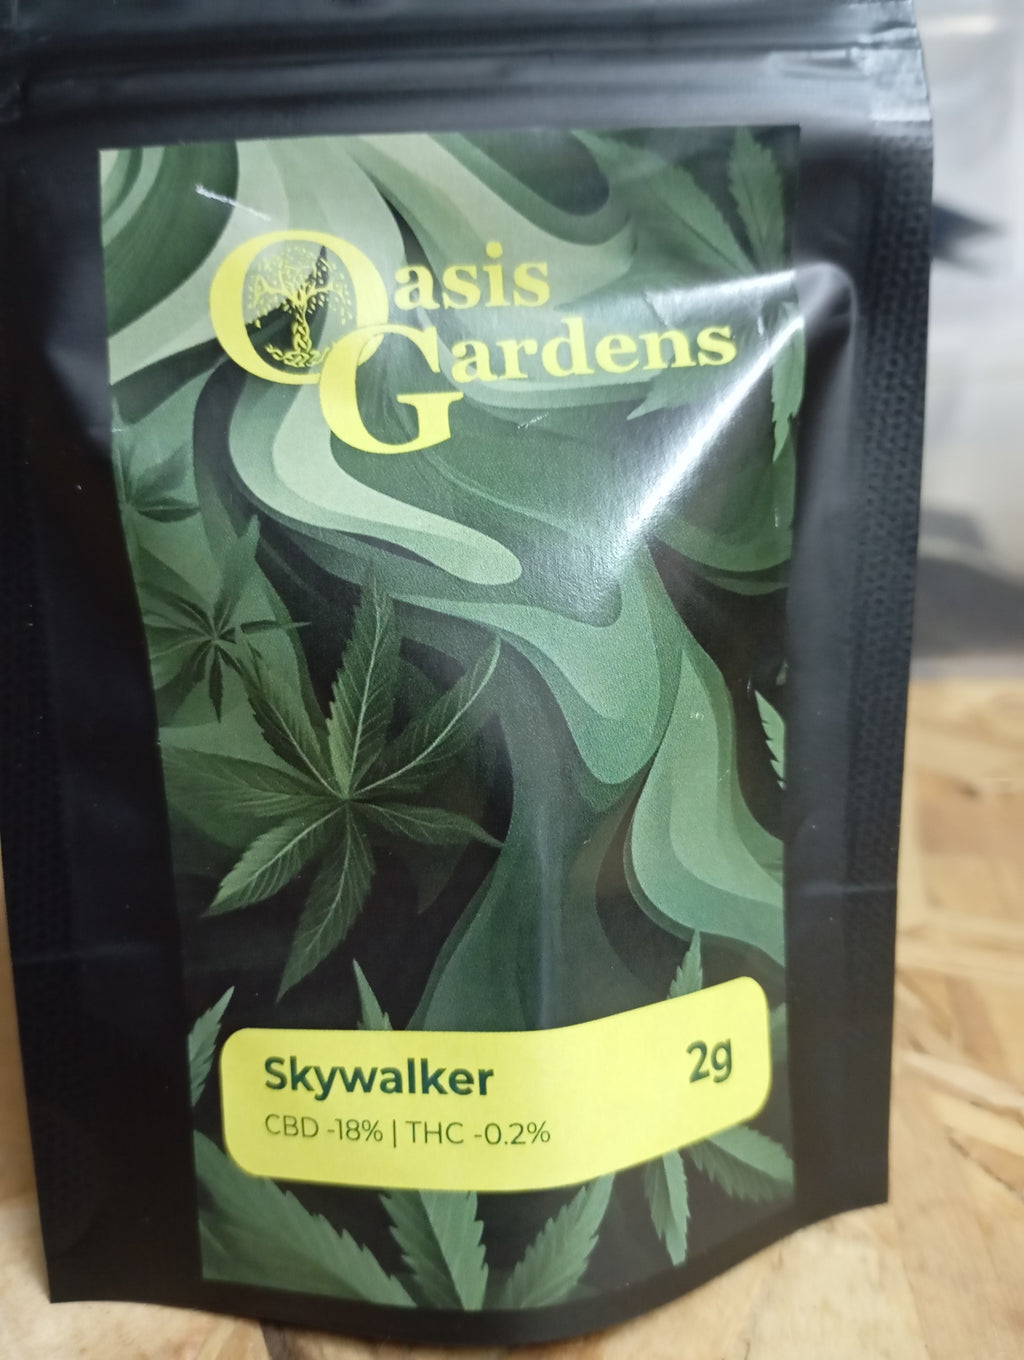 Oasis
Gardens
Skywalker 2g
CBD -18% | THC -0.2%